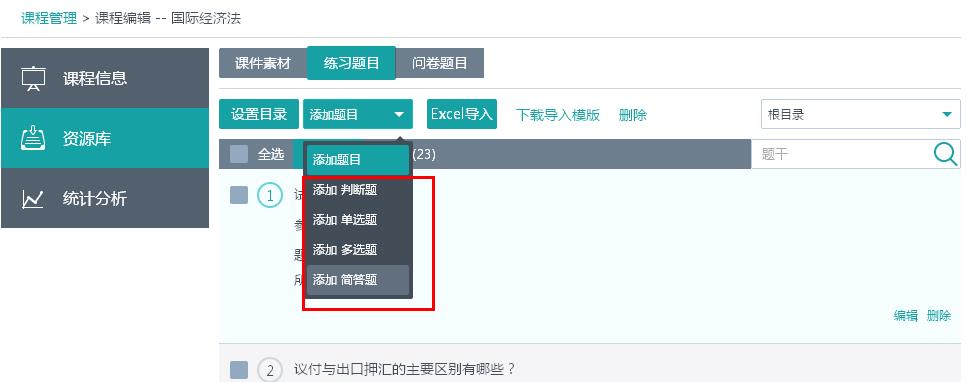 课程管理 > 课程编辑 -- 国际经济法
课程信息
资源库
统计分析
课件素材 练习题目 问卷题目
设置目录 添加题目 Excel导入 下载导入模版 删除 根目录
全选 (23) 题干
添加题目
添加 判断题
添加 单选题
添加 多选题
添加 简答题
1
编辑 删除
2 议付与出口押汇的主要区别有哪些？